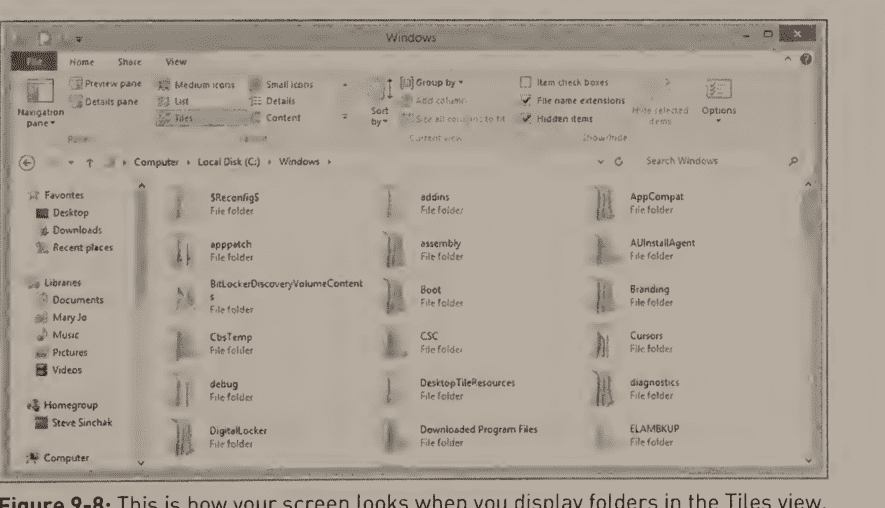 Windows
File Home Share View
Preview pane Medium icons Small icons Group by Item check boxes
Details pane List Details Add column File name extensions
Navigation pane Tiles Content Sort by Size all columns to fit Hidden items Hide selected items Options
Panes Layout Current view Show/hide
Computer Local Disk (C:) Windows Search Windows
Favorites $Reconfig$ addins AppCompat
Desktop File folder File folder File folder
Downloads apppatch assembly AUInstallAgent
Recent places File folder File folder File folder
Libraries BitLockerDiscoveryVolumeContent Boot Branding
s
Documents File folder File folder File folder
Mary Jo
Music CbsTemp CSC Cursors
Pictures File folder File folder File folder
Videos
debug DesktopTileResources diagnostics
Homegroup File folder File folder File folder
Steve Sinchak
DigitalLocker Downloaded Program Files ELAMBKUP
Computer File folder File folder File folder
Figure 9-8: This is how your screen looks when you display folders in the Tiles view.